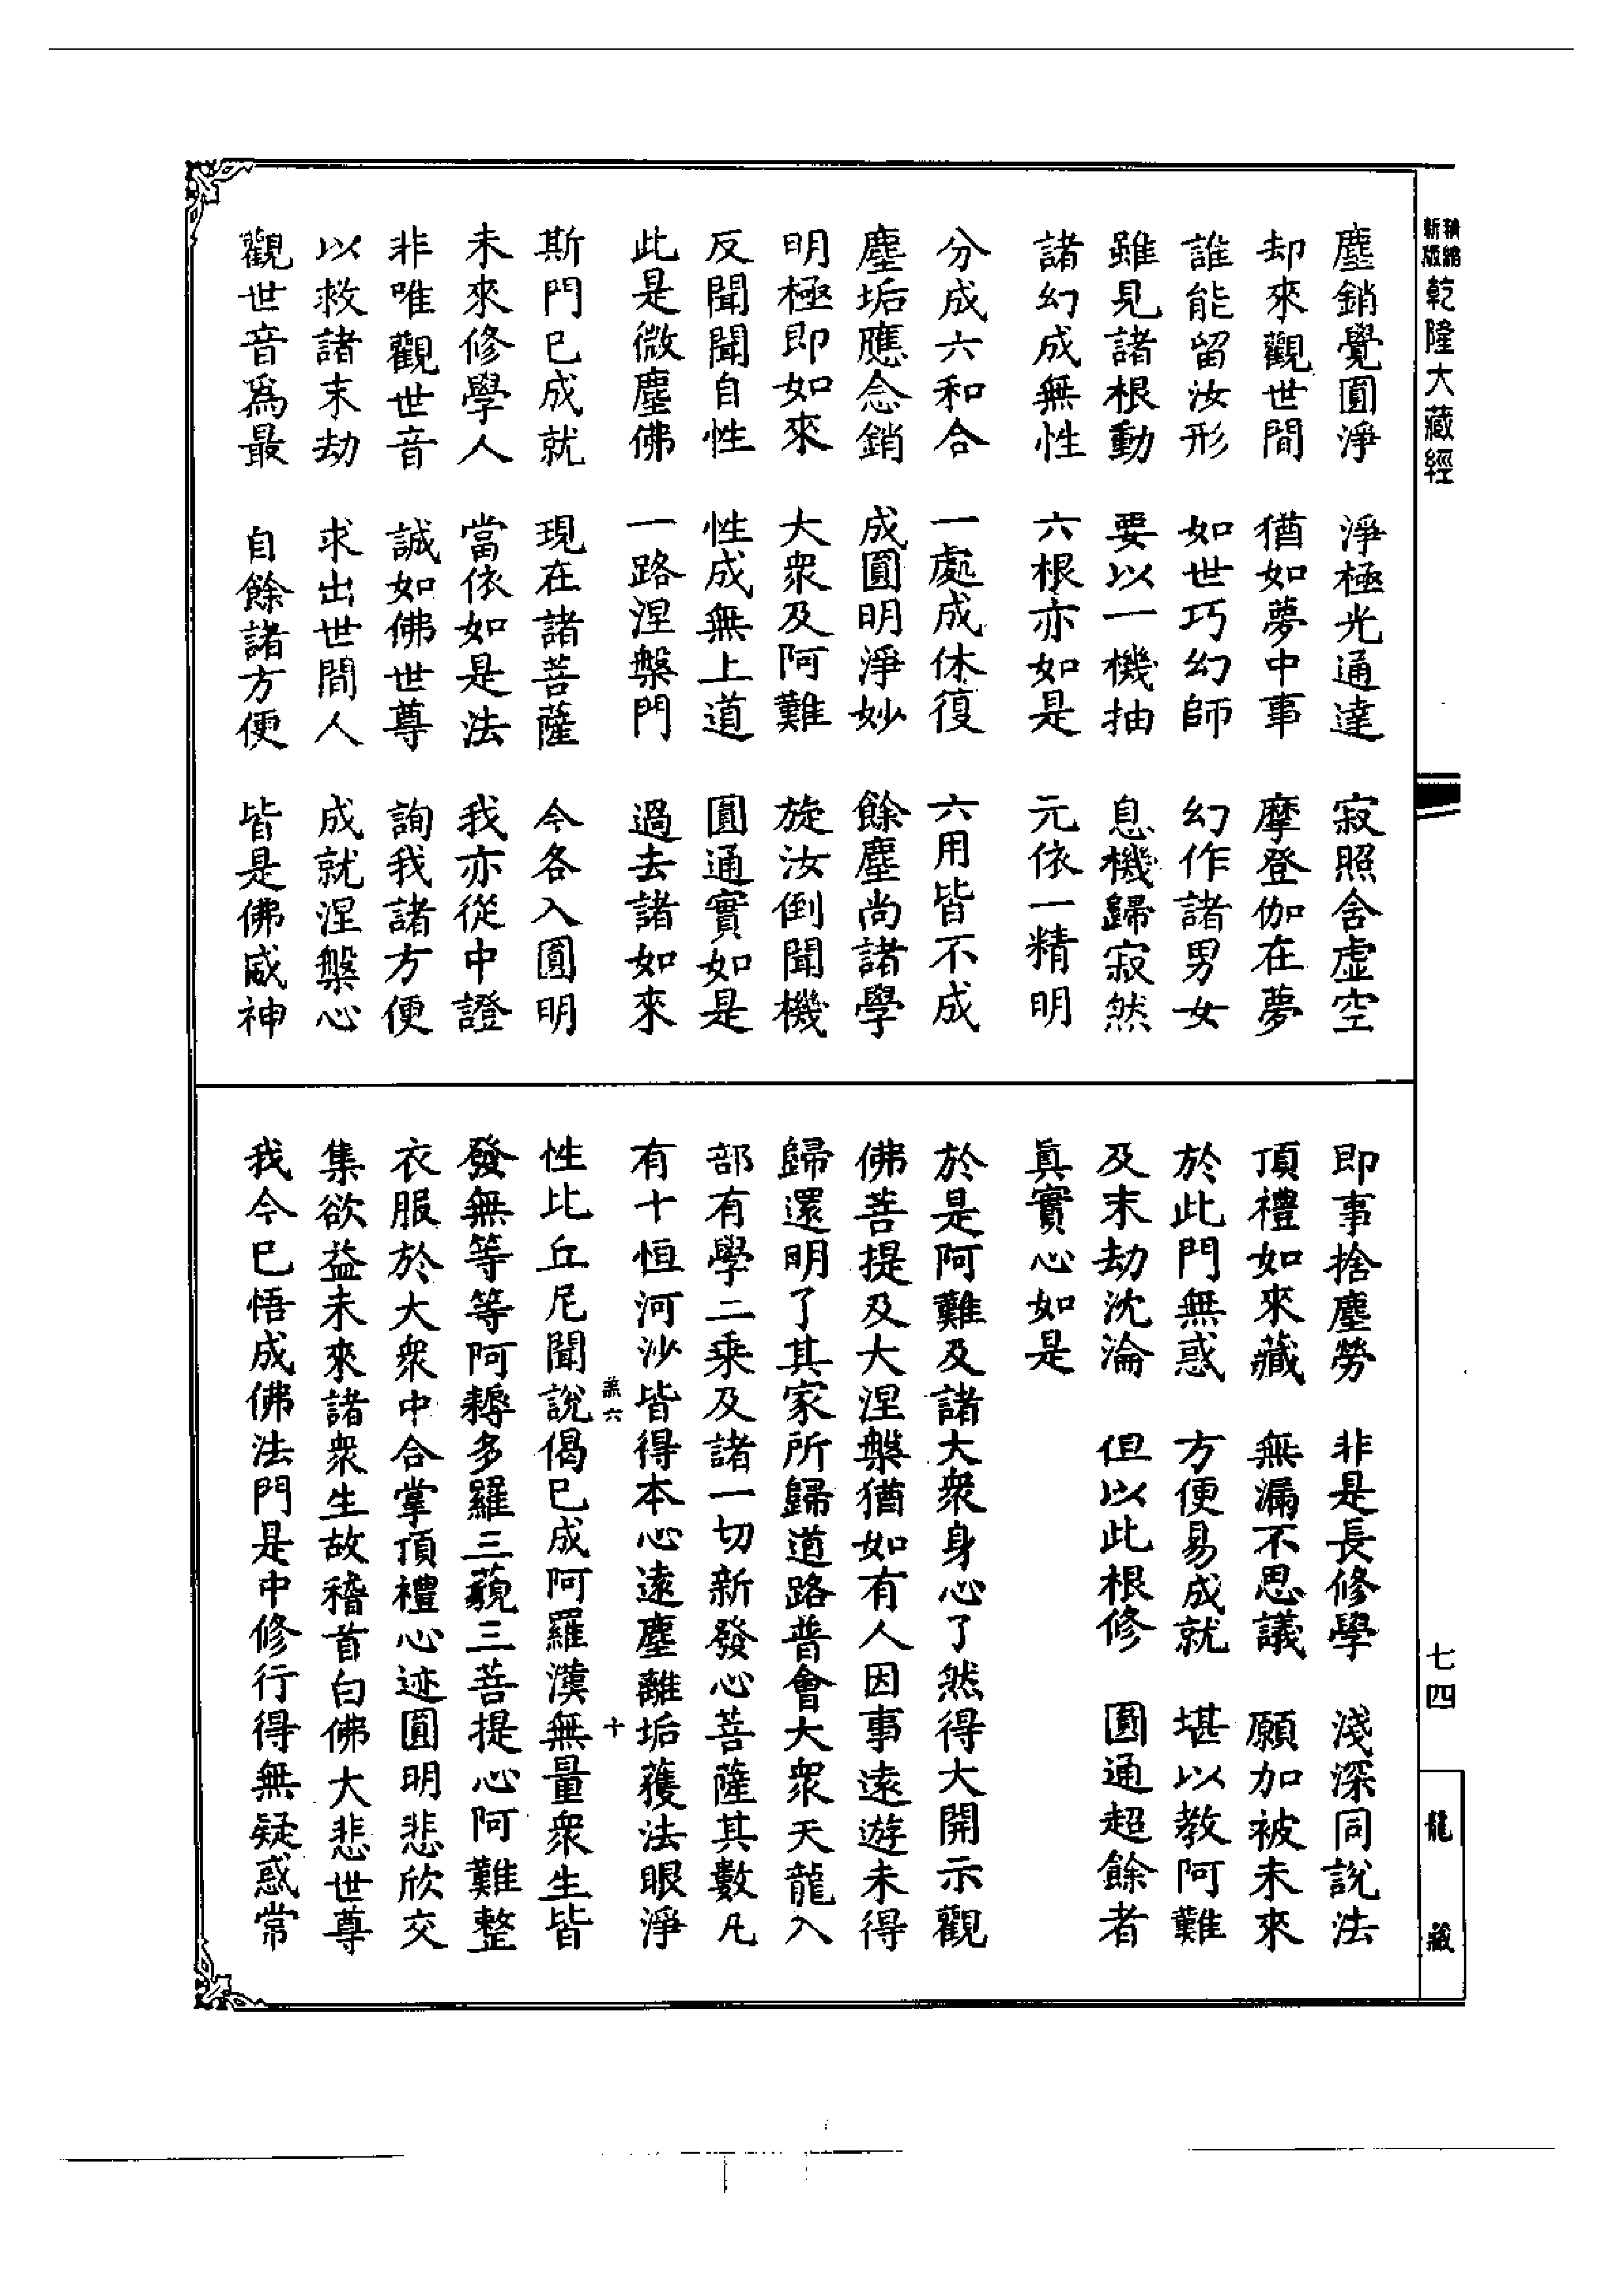 新版精縮乾隆大藏經
七四
龍藏
塵銷覺圓淨 淨極光通達 寂照含虛空
却來觀世間 猶如夢中事 摩登伽在夢
誰能留汝形 如世巧幻師 幻作諸男女
雖見諸根動 要以一機抽 息機歸寂然
諸幻成無性 六根亦如是 元依一精明
分成六和合 一處成休復 六用皆不成
塵垢應念銷 成圓明淨妙 餘塵尚諸學
明極即如來 大衆及阿難 旋汝倒聞機
反聞聞自性 性成無上道 圓通實如是
此是微塵佛 一路涅槃門 過去諸如來
斯門已成就 現在諸菩薩 今各入圓明
未來修學人 當依如是法 我亦從中證
非唯觀世音 誠如佛世尊 詢我諸方便
以救諸末劫 求出世間人 成就涅槃心
觀世音爲最 自餘諸方便 皆是佛威神
即事捨塵勞 非是長修學 淺深同說法
頂禮如來藏 無漏不思議 願加被未來
於此門無惑 方便易成就 堪以教阿難
及末劫沈淪 但以此根修 圓通超餘者
眞實心如是
於是阿難及諸大衆身心了然得大開示觀
佛菩提及大涅槃猶如有人因事遠遊未得
歸還明了其家所歸道路普會大衆天龍八
部有學二乘及諸一切新發心菩薩其數凡
有十恒河沙皆得本心遠塵離垢獲法眼淨
羔六 十
性比丘尼聞說偈已成阿羅漢無量衆生皆
發無等等阿耨多羅三藐三菩提心阿難整
衣服於大衆中合掌頂禮心迹圓明悲欣交
集欲益未來諸衆生故稽首白佛大悲世尊
我今已悟成佛法門是中修行得無疑惑常